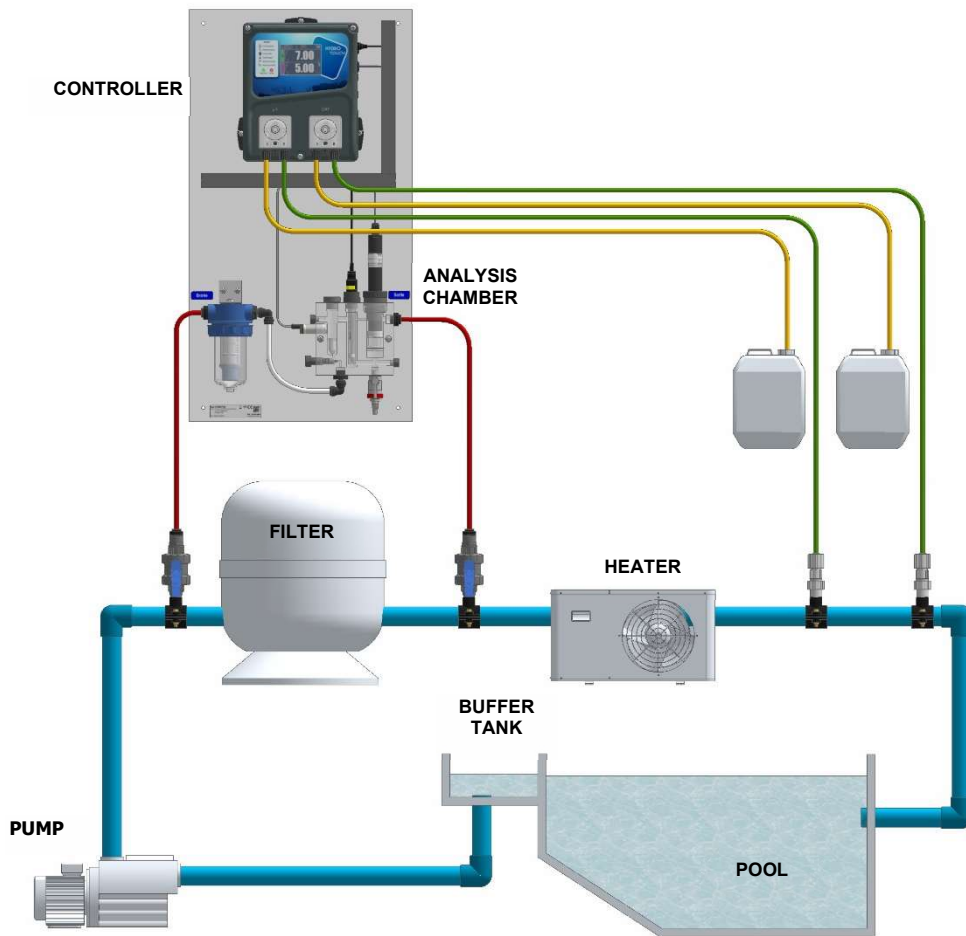 CONTROLLER
7.00
5.00
ANALYSIS
CHAMBER
FILTER
HEATER
BUFFER
TANK
PUMP
POOL